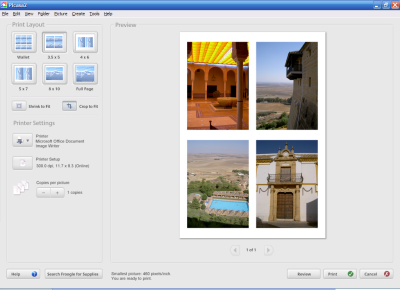 Picasa2
File Edit View Folder Picture Create Tools Help
Print Layout
Preview
Wallet 3.5 x 5 4 x 6
5 x 7 8 x 10 Full Page
Shrink to Fit Crop to Fit
Printer Settings
Printer
Microsoft Office Document
Image Writer
Printer Setup
300.0 dpi, 11.7 x 8.3 (Online)
Copies per picture
1 copies
1 of 1
Help Search Froogle for Supplies
Smallest picture: 460 pixels/inch
You are ready to print.
Review Print Cancel